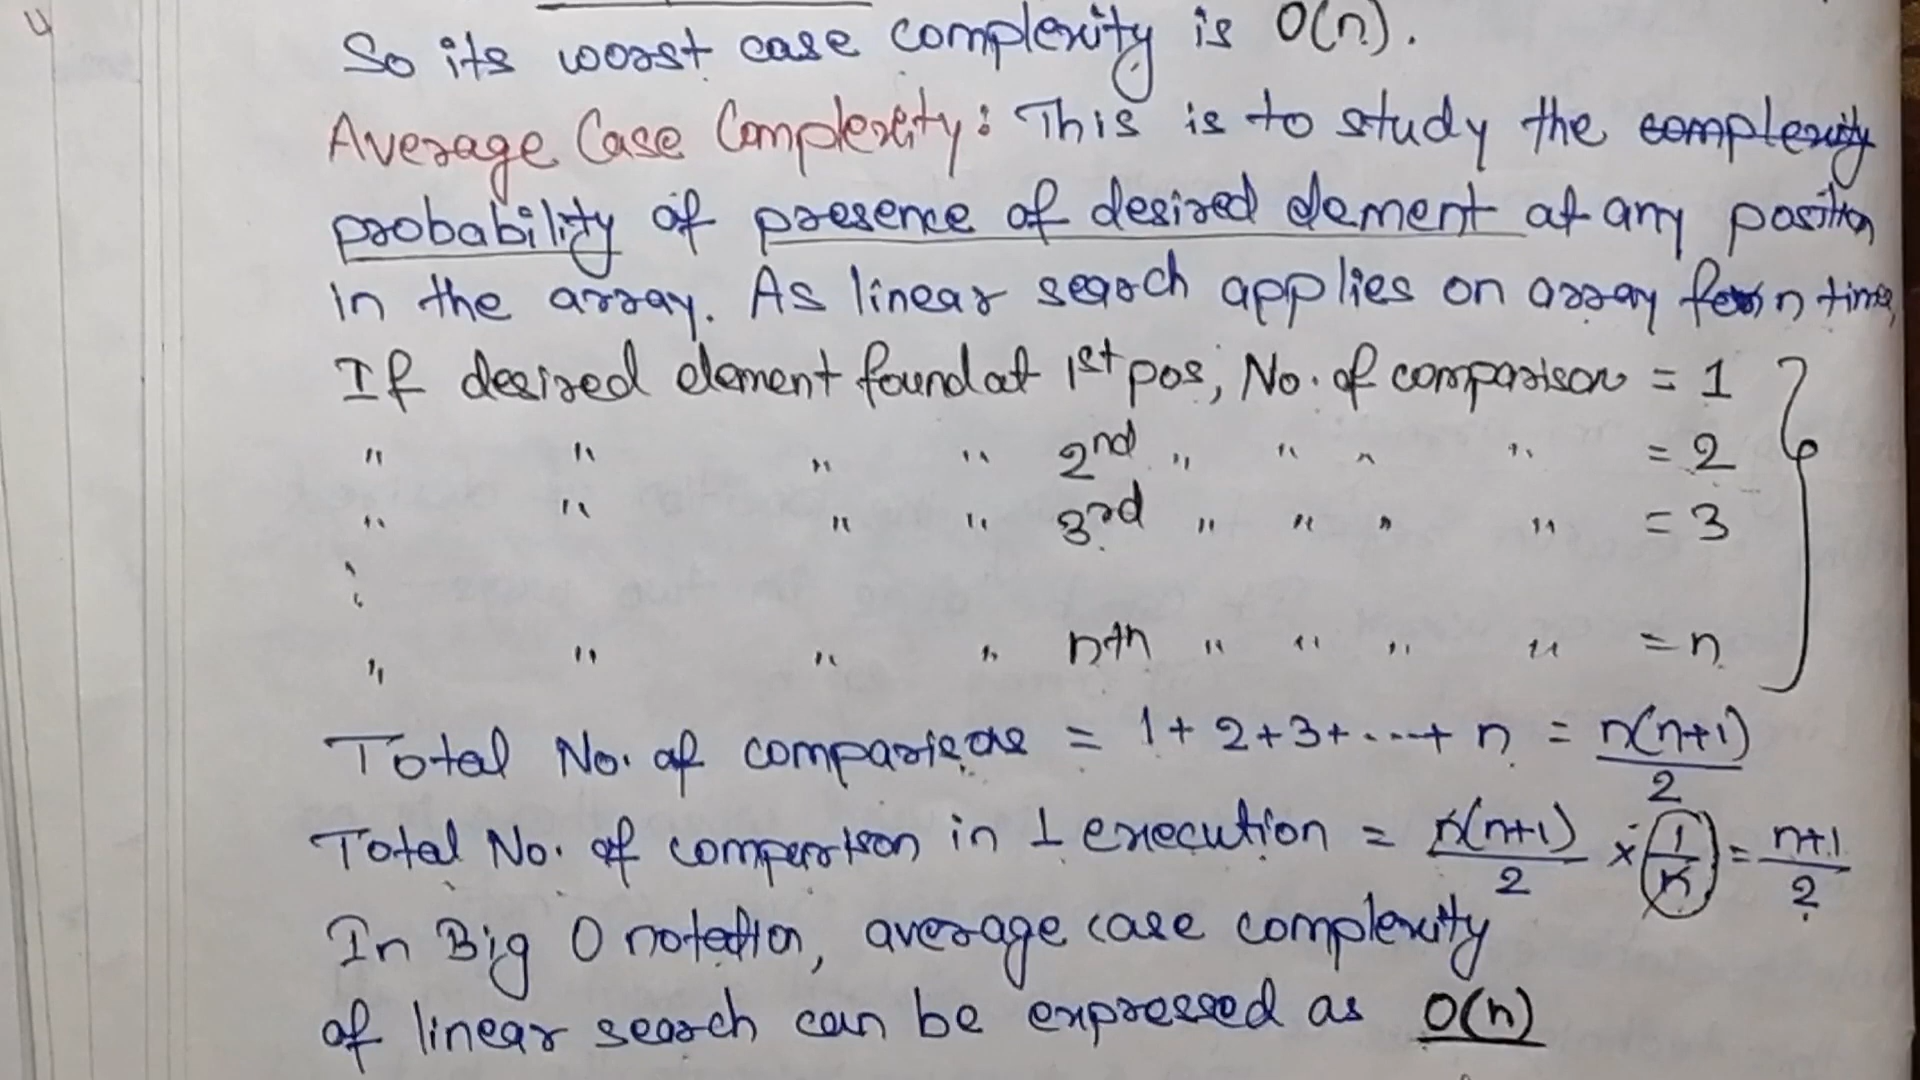 4
So its worst case complexity is O(n).
Average Case Complexity: This is to study the complexity
probability of presence of desired element at any position
in the array. As linear search applies on array for n times,
If desired element found at 1st pos, No. of comparison = 1
" " " " 2nd " " " " = 2
" " " " 3rd " " " " = 3
" " " " nth " " " " = n
Total No. of comparisons = 1+2+3+....+ n = n(n+1)/2
Total No. of comparison in 1 execution = n(n+1)/2 × (1/n) = n+1/2
In Big O notation, average case complexity
of linear search can be expressed as O(n)